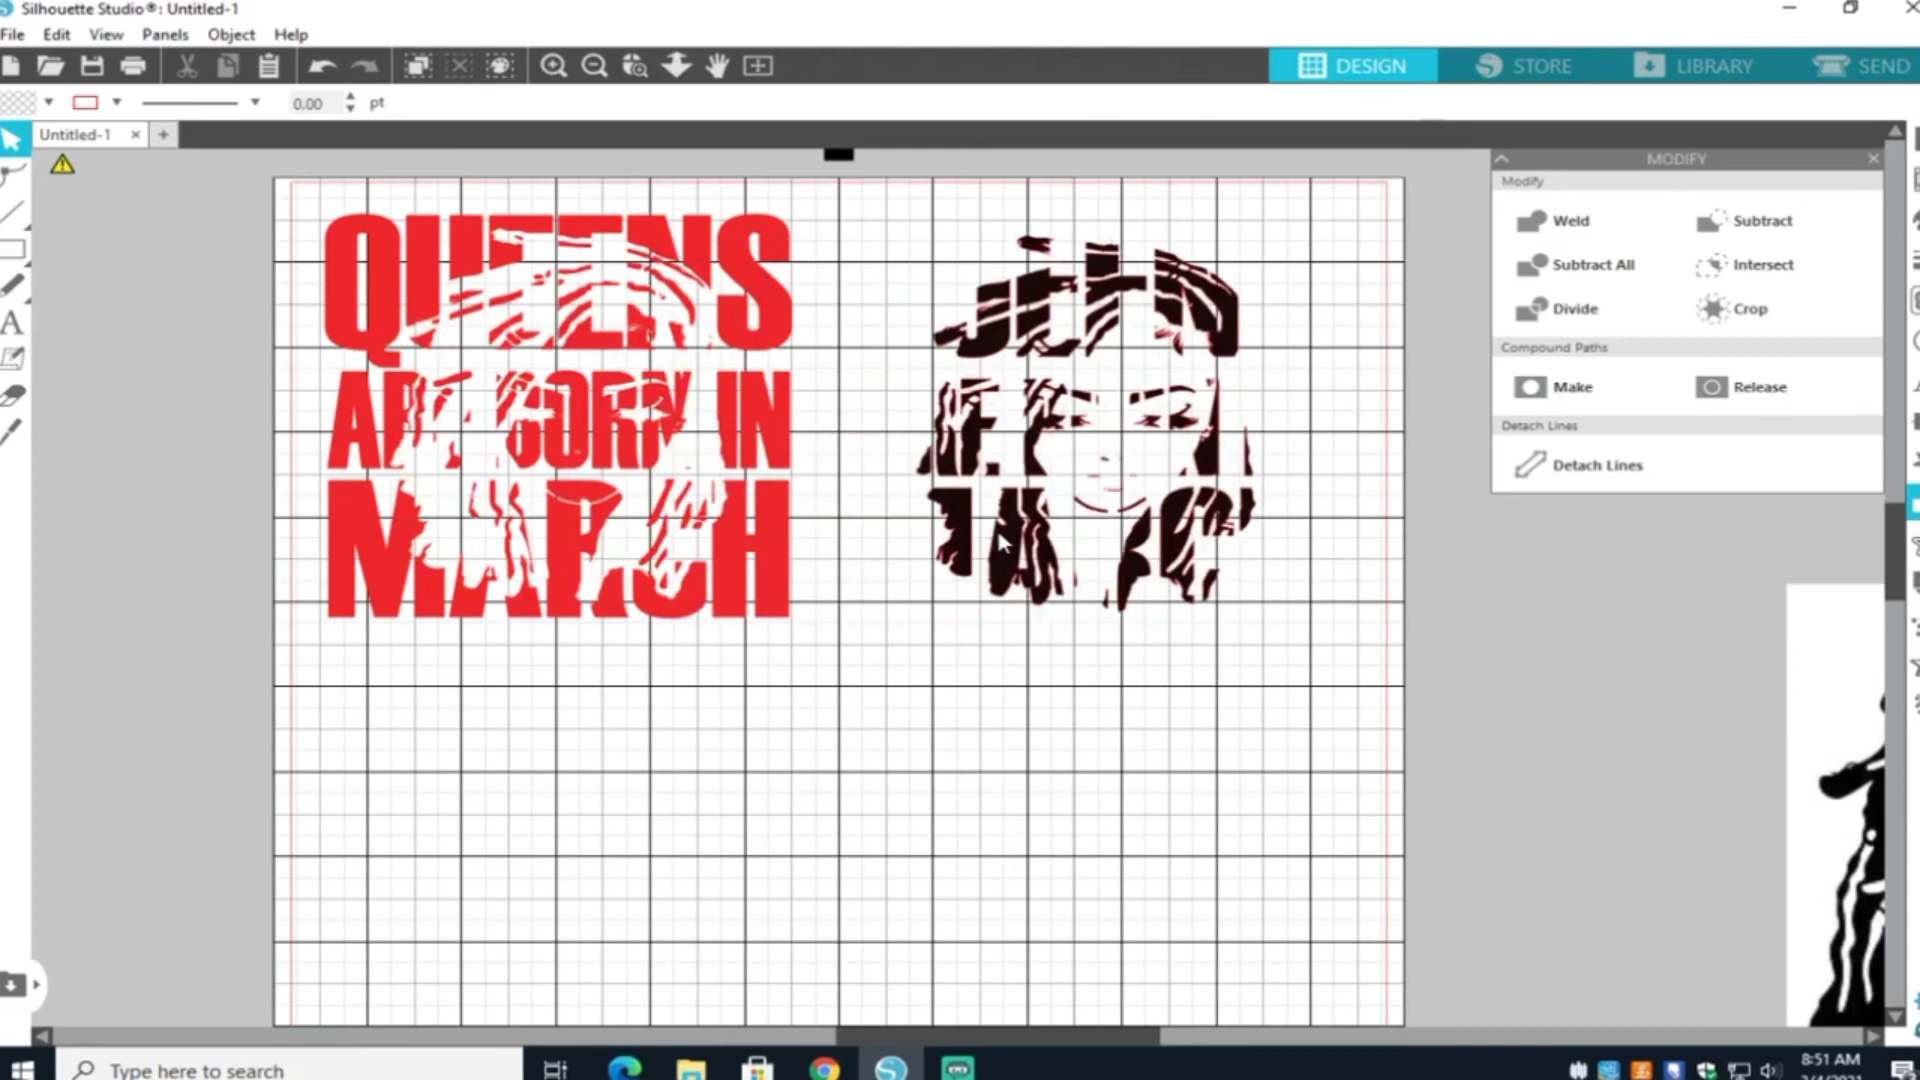 Silhouette Studio®: Untitled-1
File Edit View Panels Object Help
DESIGN STORE LIBRARY SEND
0.00 pt
Untitled-1
MODIFY
Modify
Weld Subtract
Subtract All Intersect
Divide Crop
Compound Paths
Make Release
Detach Lines
Detach Lines
QUEENS
ARE BORN IN
MARCH
Type here to search
8:51 AM